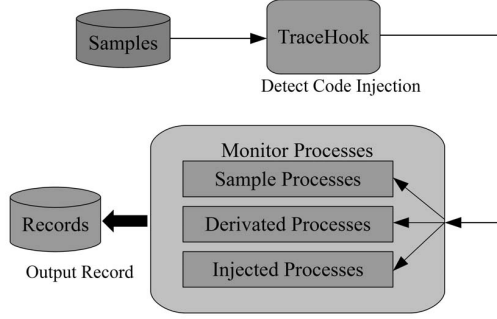 Samples
TraceHook
Detect Code Injection
Monitor Processes
Sample Processes
Derivated Processes
Injected Processes
Records
Output Record